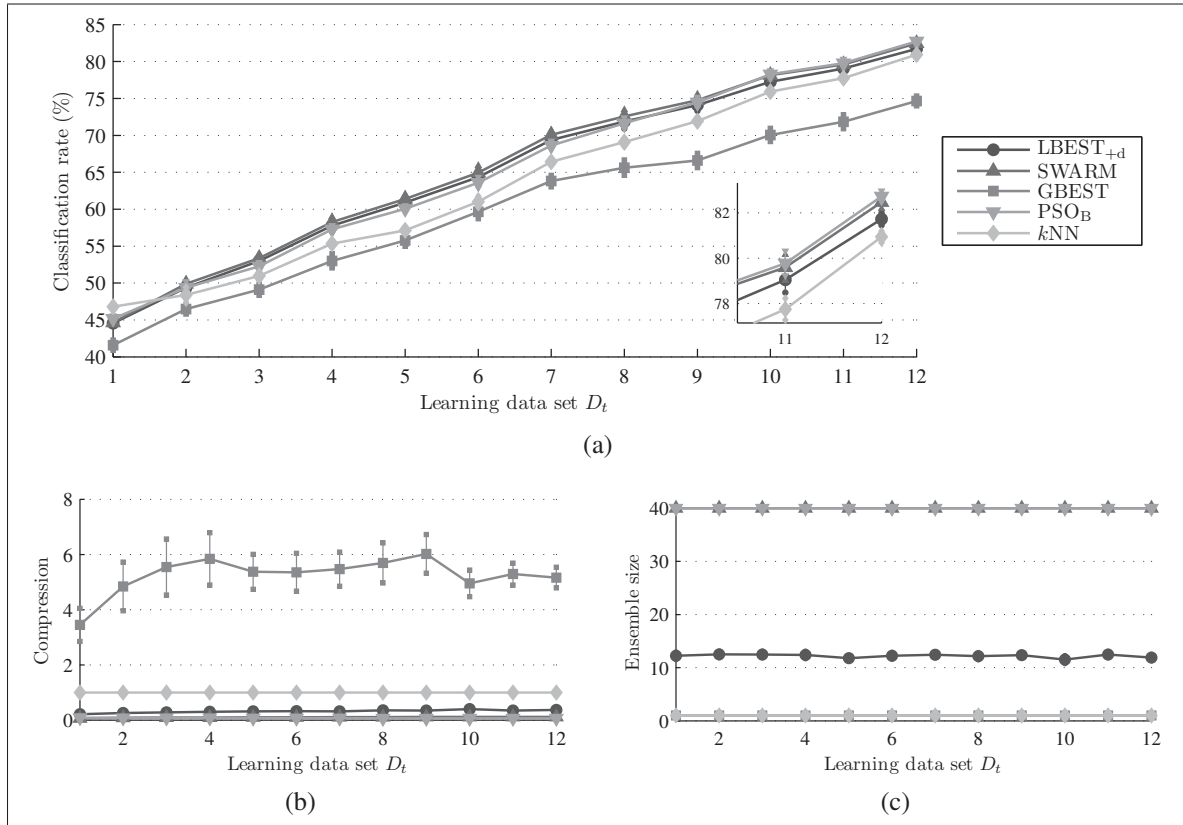 85
80
75
70
65
60
55
50
45
40
Classification rate (%)
1 2 3 4 5 6 7 8 9 10 11 12
Learning data set D_t
82
80
78
11 12
LBEST+d
SWARM
GBEST
PSO_B
kNN
(a)
8
6
4
2
0
Compression
2 4 6 8 10 12
Learning data set D_t
(b)
40
30
20
10
0
Ensemble size
2 4 6 8 10 12
Learning data set D_t
(c)